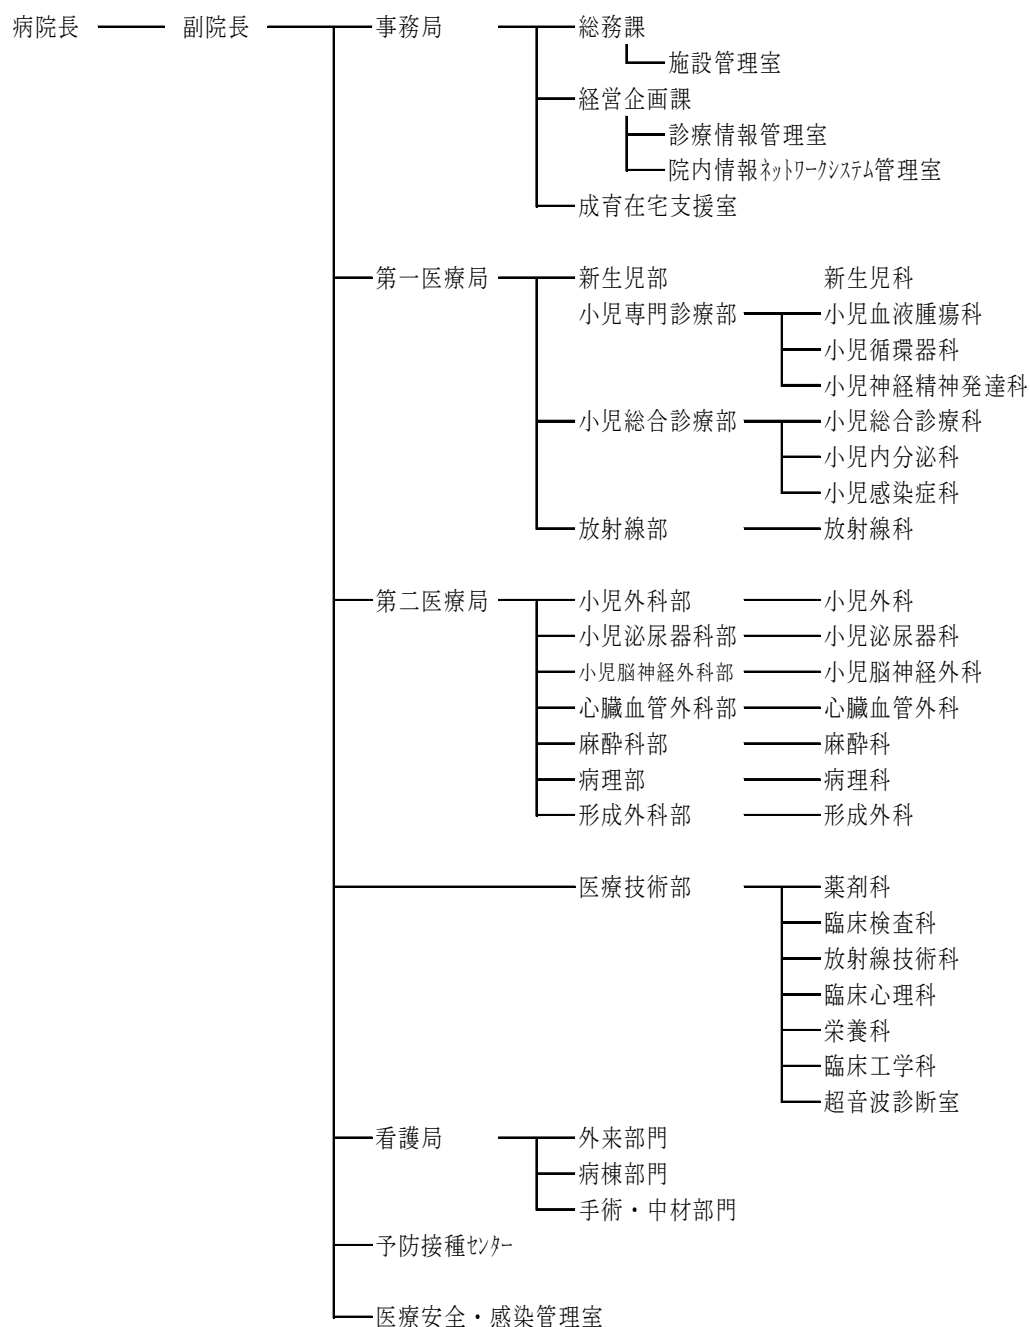 病院長 副院長 事務局 総務課
施設管理室
経営企画課
診療情報管理室
院内情報ﾈｯﾄﾜｰｸｼｽﾃﾑ管理室
成育在宅支援室
第一医療局 新生児部 新生児科
小児専門診療部 小児血液腫瘍科
小児循環器科
小児神経精神発達科
小児総合診療部 小児総合診療科
小児内分泌科
小児感染症科
放射線部 放射線科
第二医療局 小児外科部 小児外科
小児泌尿器科部 小児泌尿器科
小児脳神経外科部 小児脳神経外科
心臓血管外科部 心臓血管外科
麻酔科部 麻酔科
病理部 病理科
形成外科部 形成外科
医療技術部 薬剤科
臨床検査科
放射線技術科
臨床心理科
栄養科
臨床工学科
超音波診断室
看護局 外来部門
病棟部門
手術・中材部門
予防接種ｾﾝﾀｰ
医療安全・感染管理室